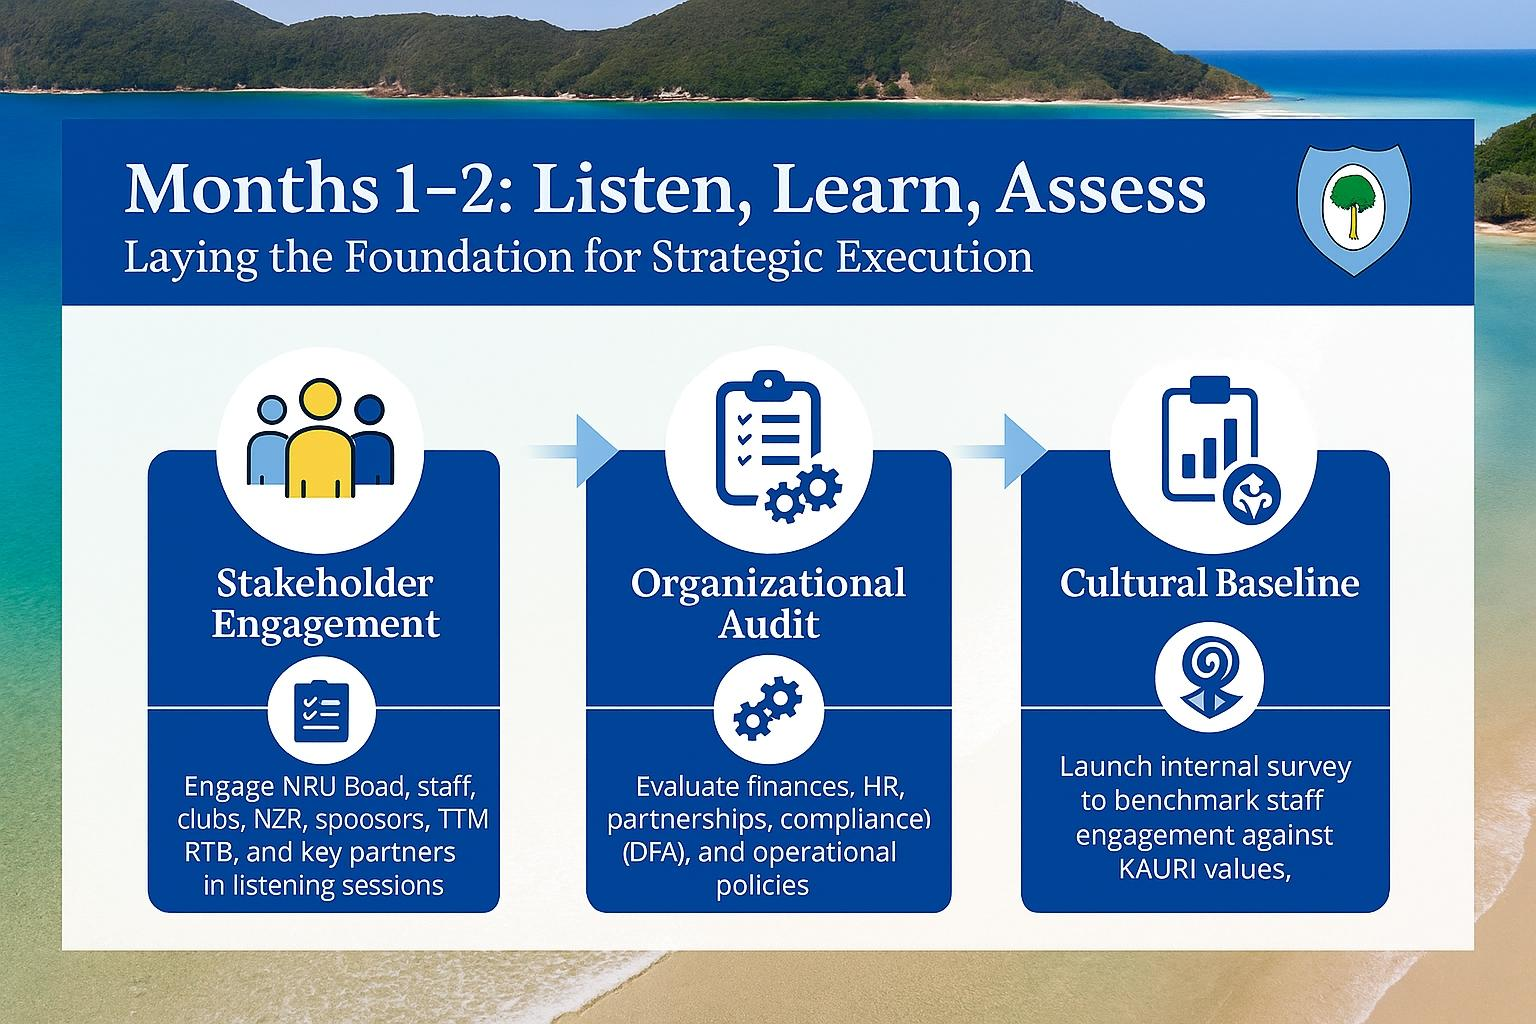 Months 1–2: Listen, Learn, Assess
Laying the Foundation for Strategic Execution
Stakeholder
Engagement
Engage NRU Boad, staff,
clubs, NZR, spoosors, TTM
RTB, and key partners
in listening sessions
Organizational
Audit
Evaluate finances, HR,
partnerships, compliance)
(DFA), and operational
policies
Cultural Baseline
Launch internal survey
to benchmark staff
engagement against
KAURI values,